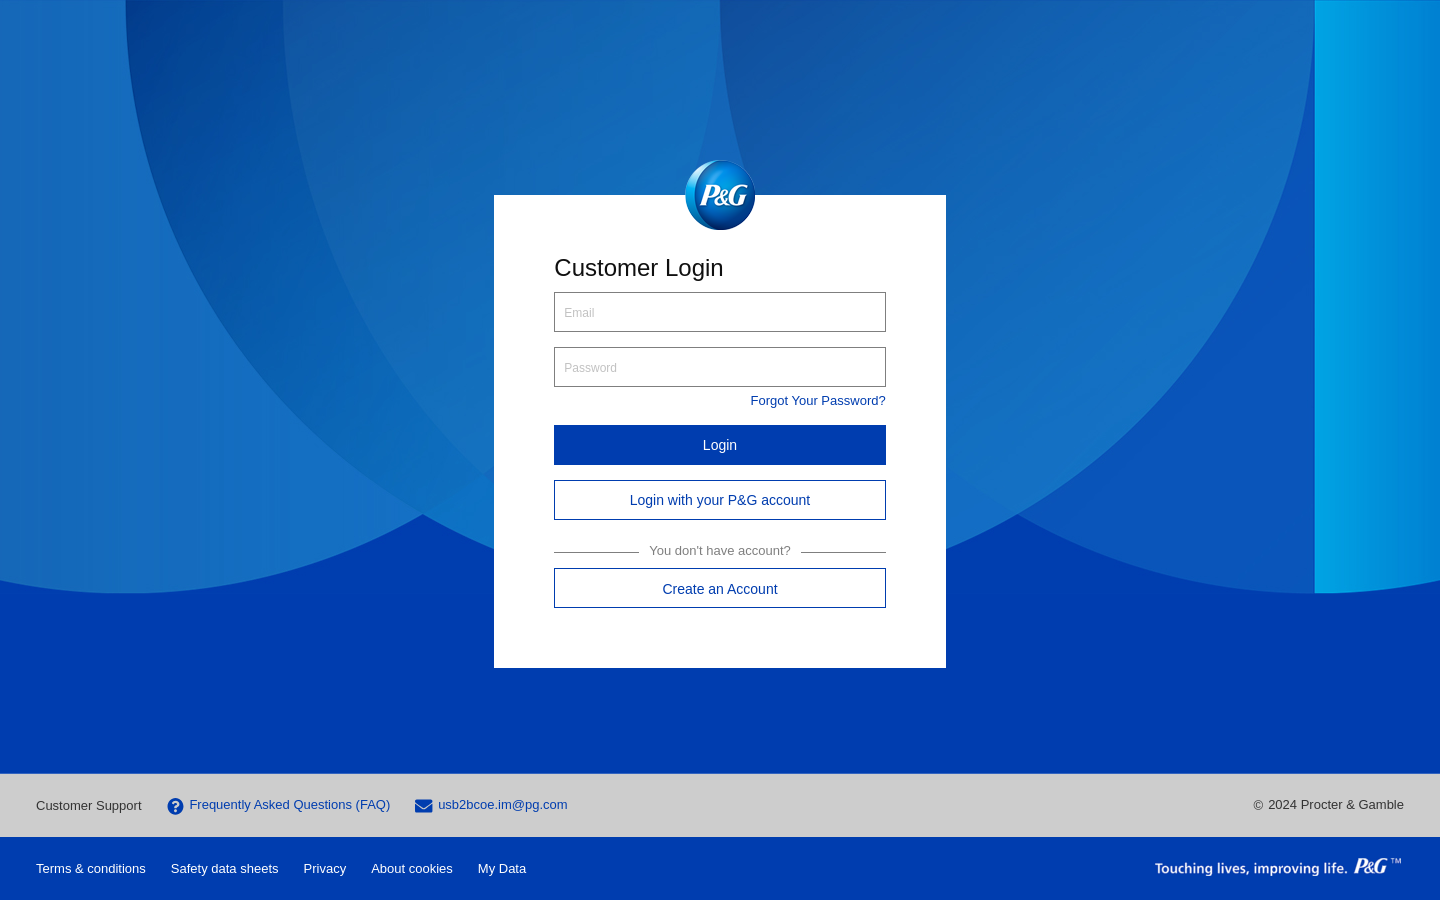 P&G
Customer Login
Email
Password
Forgot Your Password?
Login
Login with your P&G account
You don't have account?
Create an Account
Customer Support ? Frequently Asked Questions (FAQ) usb2bcoe.im@pg.com © 2024 Procter & Gamble
Terms & conditions Safety data sheets Privacy About cookies My Data Touching lives, improving life. P&G™